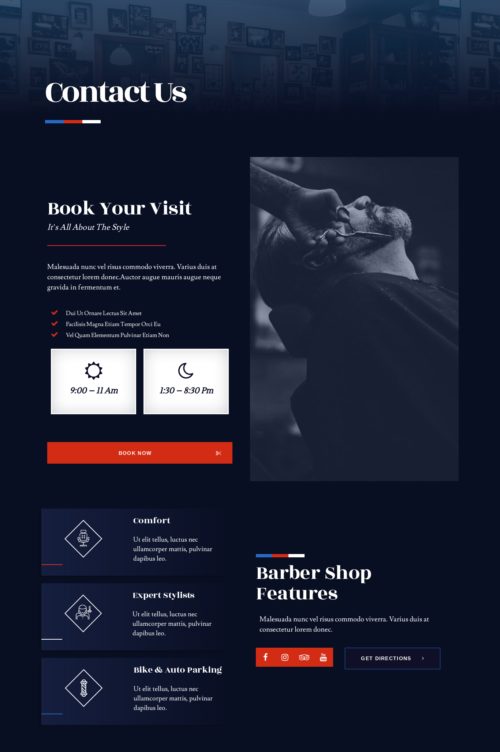 Contact Us
Book Your Visit
It's All About The Style
Malesuada nunc vel risus commodo viverra. Varius duis at
consectetur lorem donec.Auctor augue mauris augue neque
gravida in fermentum et.
Dui Ut Ornare Lectus Sit Amet
Facilisis Magna Etiam Tempor Orci Eu
Vel Quam Elementum Pulvinar Etiam Non
9:00 – 11 Am
1:30 – 8:30 Pm
BOOK NOW
Comfort
Ut elit tellus, luctus nec
ullamcorper mattis, pulvinar
dapibus leo.
Expert Stylists
Ut elit tellus, luctus nec
ullamcorper mattis, pulvinar
dapibus leo.
Bike & Auto Parking
Ut elit tellus, luctus nec
ullamcorper mattis, pulvinar
dapibus leo.
Barber Shop
Features
Malesuada nunc vel risus commodo viverra. Varius duis at
consectetur lorem donec.
GET DIRECTIONS